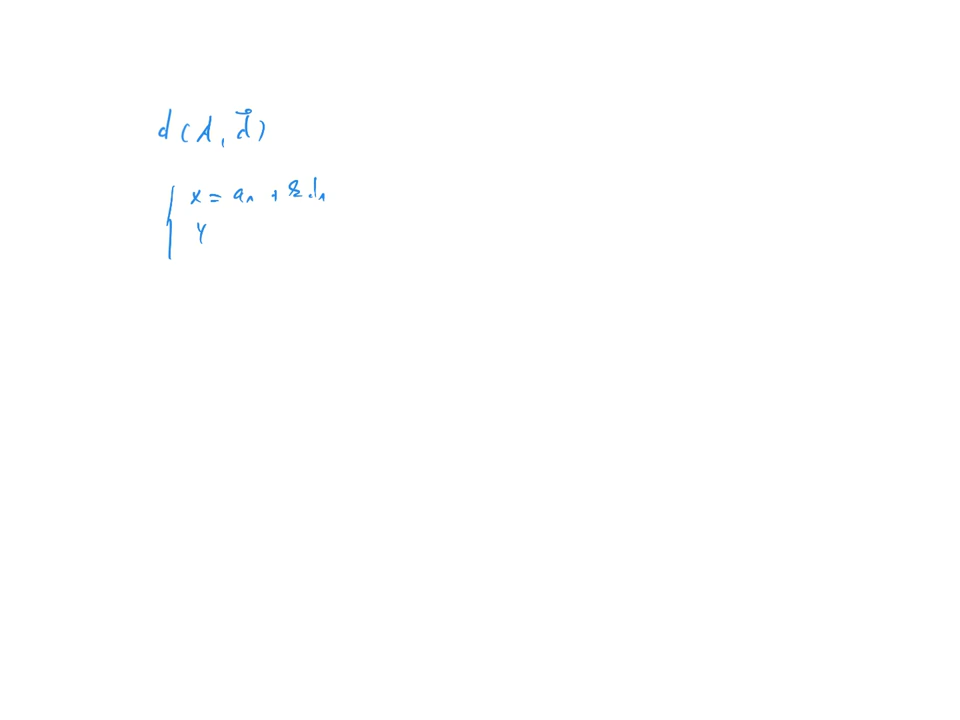 d(A, d⃗)
x = a₁ + k.d₁
y